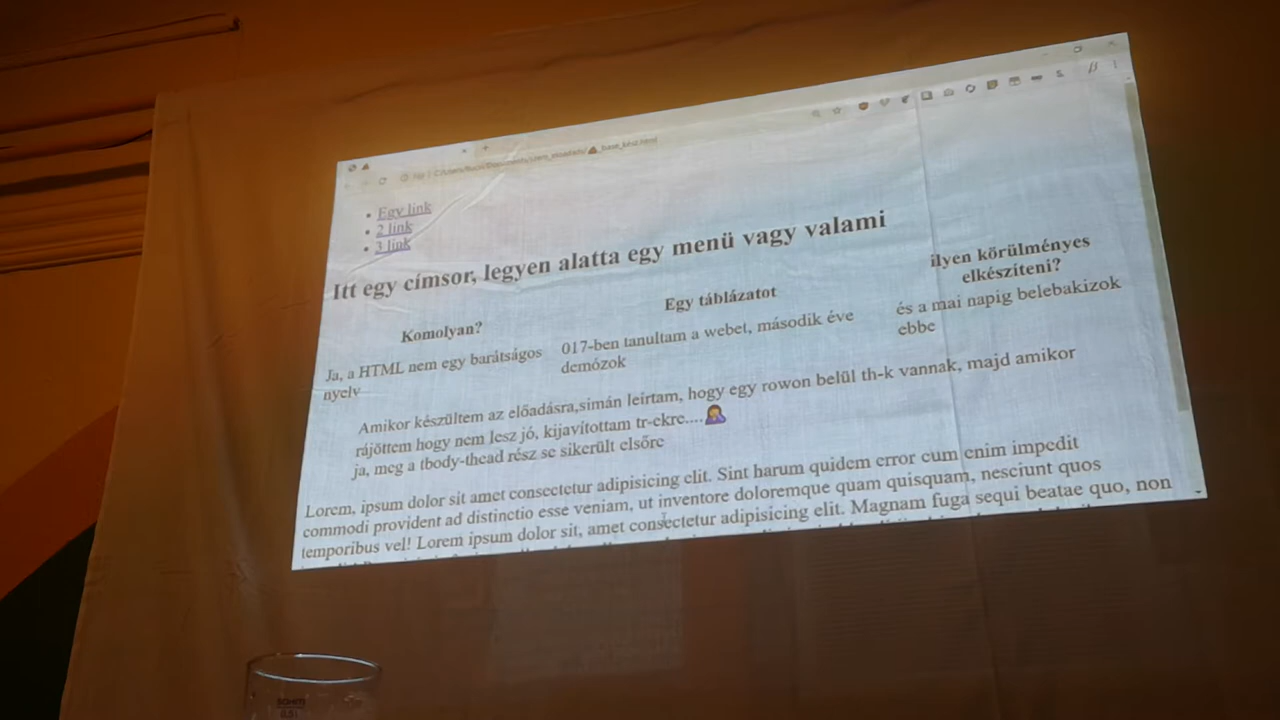 Egy link
2 link
3 link
Itt egy címsor, legyen alatta egy menü vagy valami
Komolyan?
Egy táblázatot
ilyen körülményes
elkészíteni?
Ja, a HTML nem egy barátságos
nyelv
017-ben tanultam a webet, második éve
demózok
és a mai napig belebakizok
ebbe
Amikor készültem az előadásra,simán leírtam, hogy egy rowon belül th-k vannak, majd amikor
rájöttem hogy nem lesz jó, kijavítottam tr-ekre....🤦‍♀️
ja, meg a tbody-thead rész se sikerült elsőre
Lorem, ipsum dolor sit amet consectetur adipisicing elit. Sint harum quidem error cum enim impedit
commodi provident ad distinctio esse veniam, ut inventore doloremque quam quisquam, nesciunt quos
temporibus vel! Lorem ipsum dolor sit, amet consectetur adipisicing elit. Magnam fuga sequi beatae quo, non